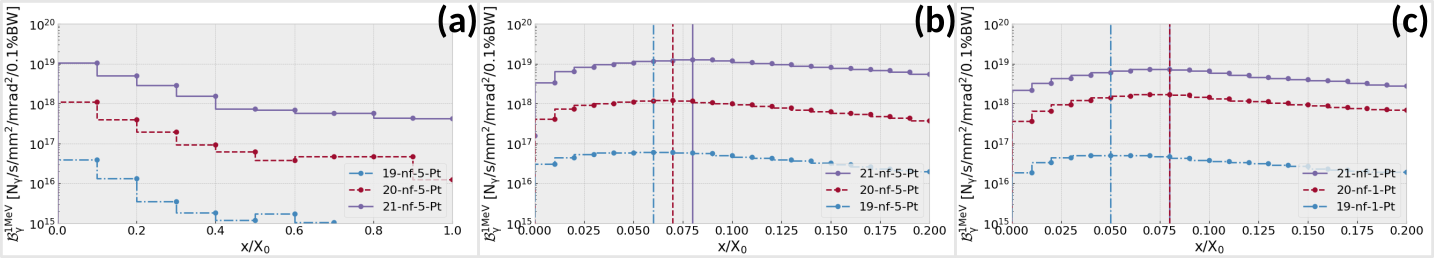 (a)
10^20
10^19
10^18
10^17
10^16
10^15
ℬ_γ^1MeV [N_γ/s/mm²/mrad²/0.1%BW]
19-nf-5-Pt
20-nf-5-Pt
21-nf-5-Pt
0.0 0.2 0.4 0.6 0.8 1.0
x/X₀
(b)
10^20
10^19
10^18
10^17
10^16
10^15
ℬ_γ^1MeV [N_γ/s/mm²/mrad²/0.1%BW]
21-nf-5-Pt
20-nf-5-Pt
19-nf-5-Pt
0.000 0.025 0.050 0.075 0.100 0.125 0.150 0.175 0.200
x/X₀
(c)
10^20
10^19
10^18
10^17
10^16
10^15
ℬ_γ^1MeV [N_γ/s/mm²/mrad²/0.1%BW]
21-nf-1-Pt
20-nf-1-Pt
19-nf-1-Pt
0.000 0.025 0.050 0.075 0.100 0.125 0.150 0.175 0.200
x/X₀